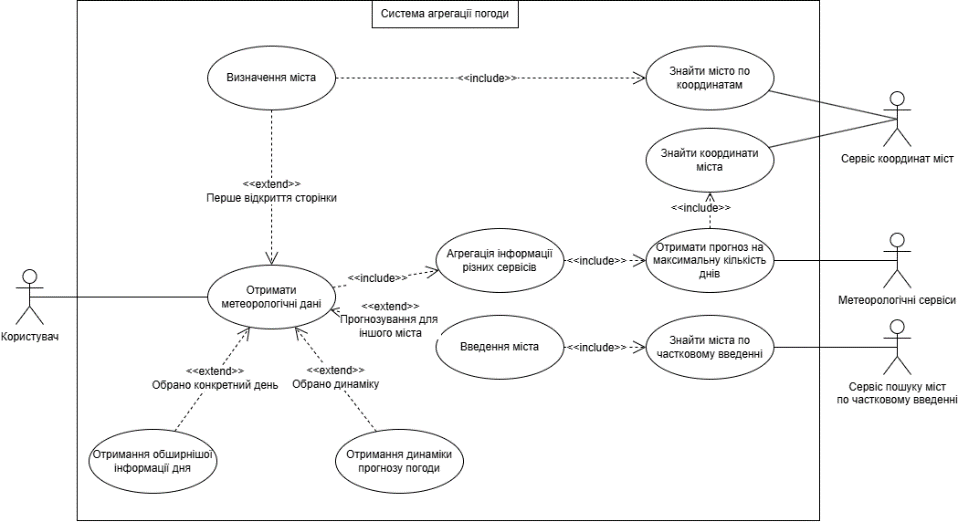 Система агрегації погоди
Визначення міста
<<include>>
Знайти місто по
координатам
Сервіс координат міст
Знайти координати
міста
<<extend>>
Перше відкриття сторінки
<<include>>
Агрегація інформації
різних сервісів
<<include>>
Отримати прогноз на
максимальну кількість
днів
Метеорологічні сервіси
Користувач
Отримати
метеорологічні дані
<<include>>
<<extend>>
Прогнозування для
іншого міста
Введення міста
<<include>>
Знайти міста по
частковому введенні
Сервіс пошуку міст
по частковому введенні
<<extend>>
Обрано конкретний день
<<extend>>
Обрано динаміку
Отримання обширнішої
інформації дня
Отримання динаміки
прогнозу погоди